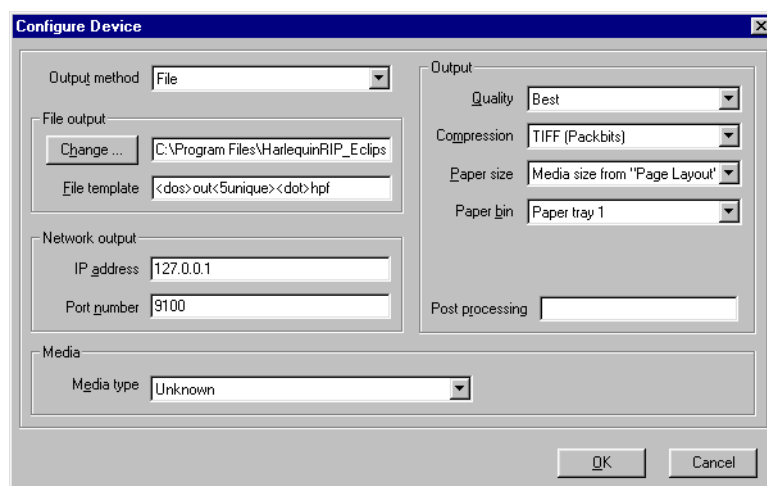 Configure Device
Output method File
File output
Change ... C:\Program Files\HarlequinRIP_Eclips
File template <dos>out<5unique><dot>hpf
Network output
IP address 127.0.0.1
Port number 9100
Output
Quality Best
Compression TIFF (Packbits)
Paper size Media size from "Page Layout"
Paper bin Paper tray 1
Post processing
Media
Media type Unknown
OK Cancel